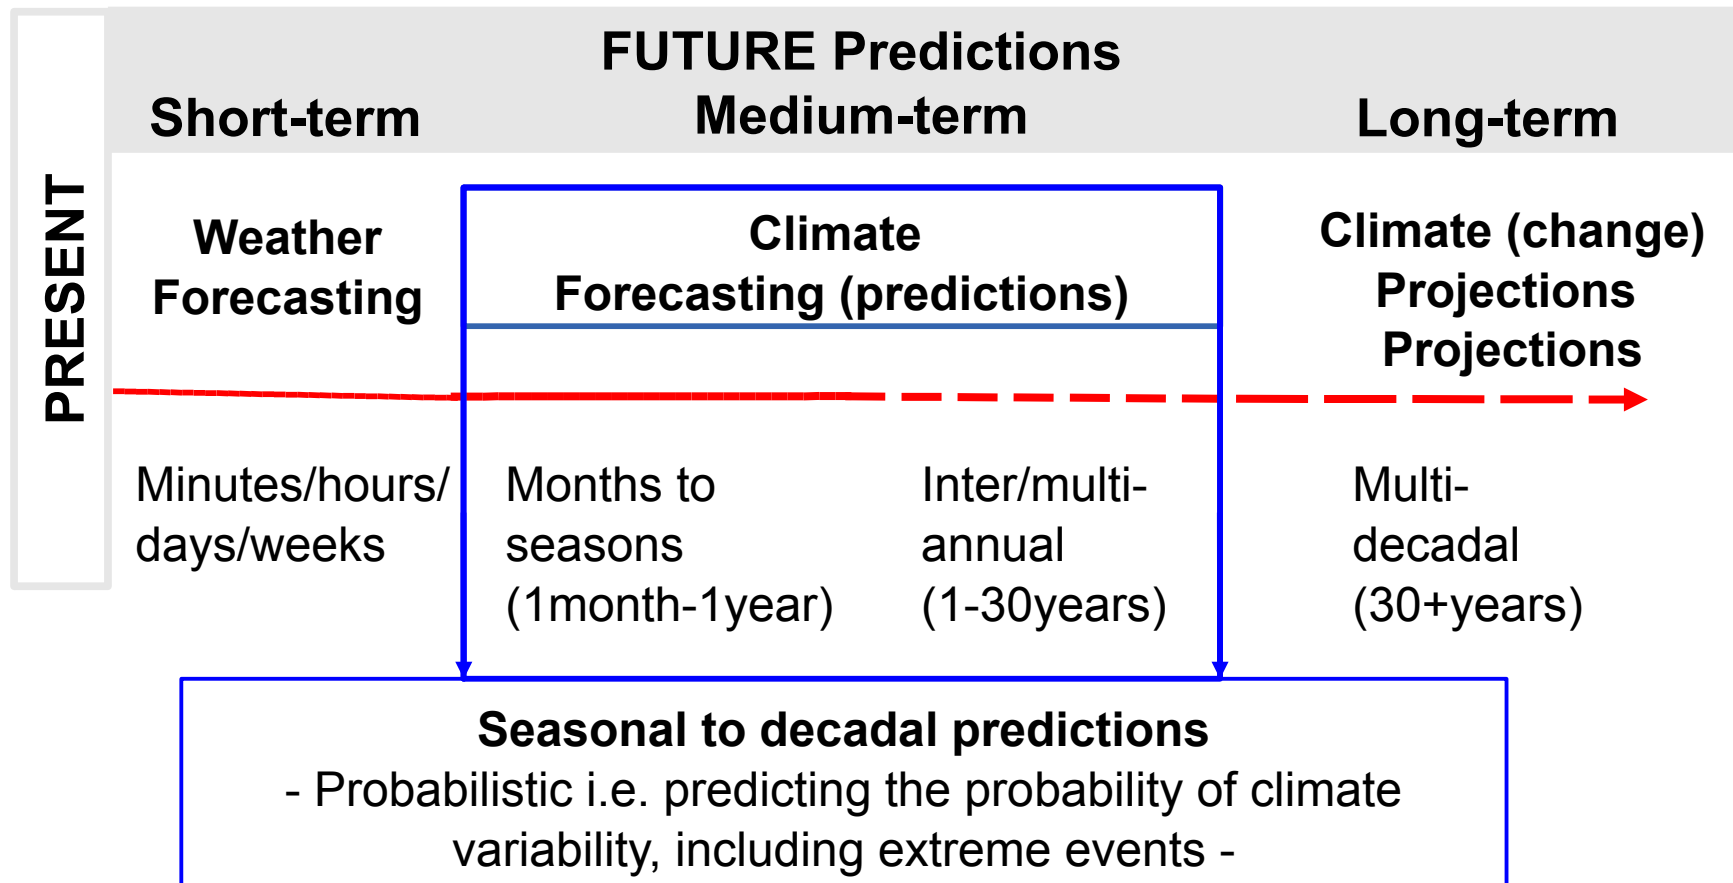 PRESENT
FUTURE Predictions
Short-term
Medium-term
Long-term
Weather
Forecasting
Climate
Forecasting (predictions)
Climate (change)
Projections
Projections
Minutes/hours/
days/weeks
Months to
seasons
(1month-1year)
Inter/multi-
annual
(1-30years)
Multi-
decadal
(30+years)
Seasonal to decadal predictions
- Probabilistic i.e. predicting the probability of climate
variability, including extreme events -